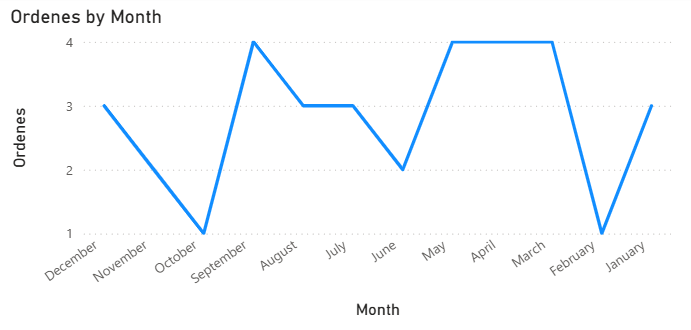 Ordenes by Month
4
3
2
1
Ordenes
December
November
October
September
August
July
June
May
April
March
February
January
Month